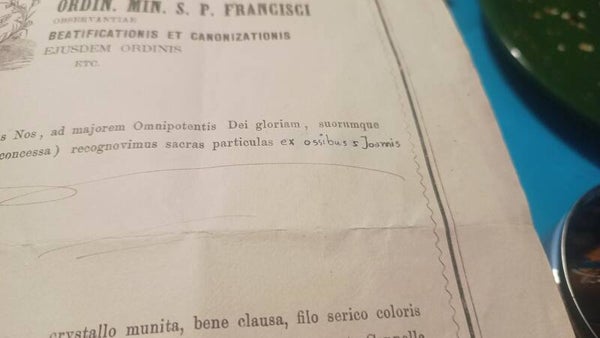 ORDIN. MIN. S. P. FRANCISCI
OBSERVANTIAE
BEATIFICATIONIS ET CANONIZATIONIS
EJUSDEM ORDINIS
ETC.
s Nos, ad majorem Omnipotentis Dei gloriam, suorumque
concessa) recognovimus sacras particulas ex ossibus s Joannis
crystallo munita, bene clausa, filo serico coloris